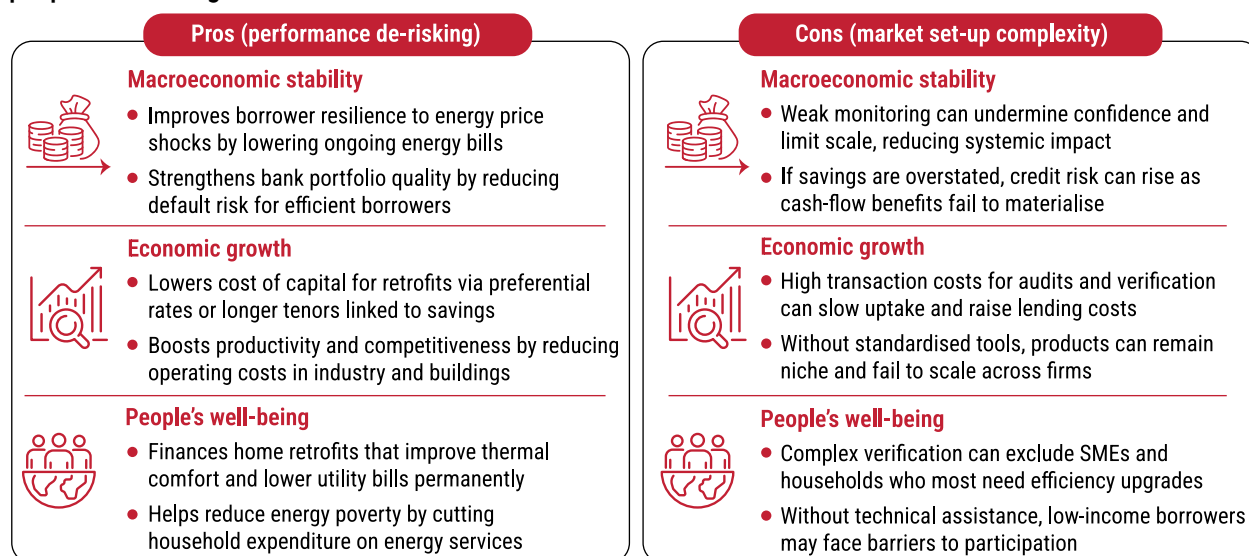 Pros (performance de-risking)
Macroeconomic stability
• Improves borrower resilience to energy price
shocks by lowering ongoing energy bills
• Strengthens bank portfolio quality by reducing
default risk for efficient borrowers
Economic growth
• Lowers cost of capital for retrofits via preferential
rates or longer tenors linked to savings
• Boosts productivity and competitiveness by reducing
operating costs in industry and buildings
People's well-being
• Finances home retrofits that improve thermal
comfort and lower utility bills permanently
• Helps reduce energy poverty by cutting
household expenditure on energy services
Cons (market set-up complexity)
Macroeconomic stability
• Weak monitoring can undermine confidence and
limit scale, reducing systemic impact
• If savings are overstated, credit risk can rise as
cash-flow benefits fail to materialise
Economic growth
• High transaction costs for audits and verification
can slow uptake and raise lending costs
• Without standardised tools, products can remain
niche and fail to scale across firms
People's well-being
• Complex verification can exclude SMEs and
households who most need efficiency upgrades
• Without technical assistance, low-income borrowers
may face barriers to participation